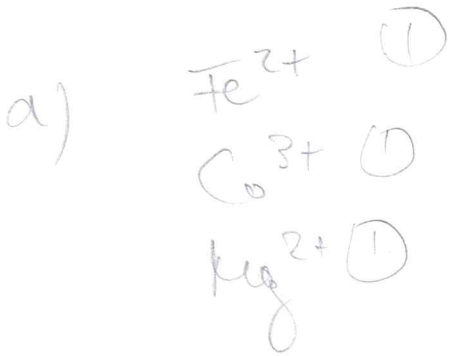 a) Fe²⁺ ①
Co³⁺ ①
Mg²⁺ ①